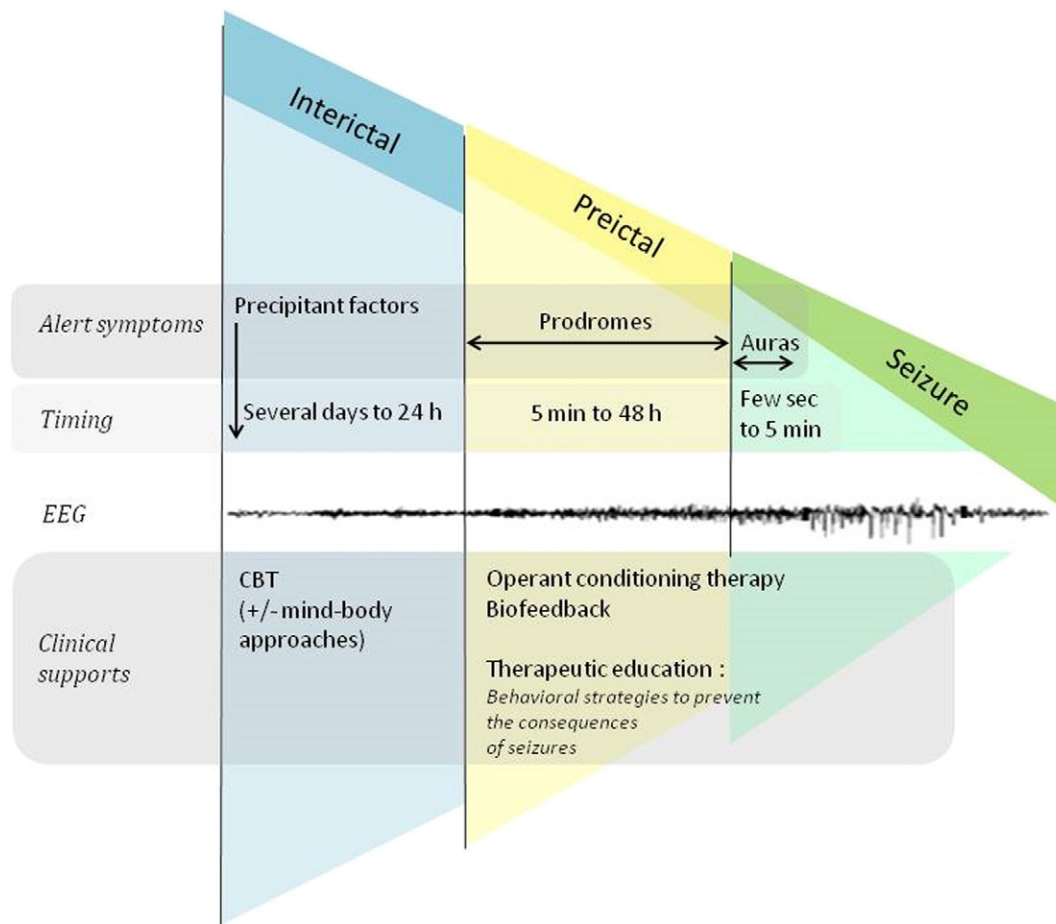 Interictal
Preictal
Seizure
Alert symptoms
Precipitant factors
Prodromes
Auras
Timing
Several days to 24 h
5 min to 48 h
Few sec
to 5 min
EEG
Clinical
supports
CBT
(+/- mind-body
approaches)
Operant conditioning therapy
Biofeedback
Therapeutic education :
Behavioral strategies to prevent
the consequences
of seizures